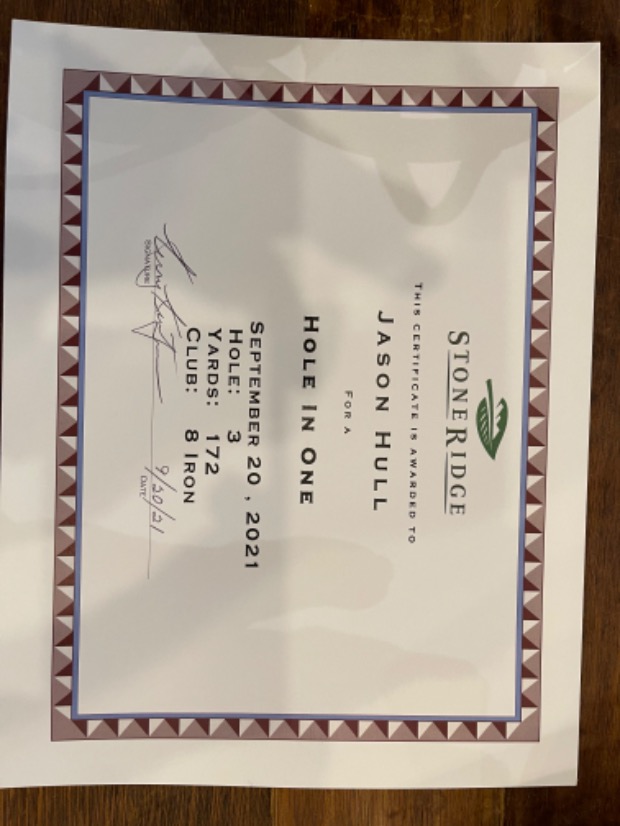 STONERIDGE
THIS CERTIFICATE IS AWARDED TO
JASON HULL
FOR A
HOLE IN ONE
SEPTEMBER 20, 2021
HOLE: 3
YARDS: 172
CLUB: 8 IRON
9/20/21
SIGNATURE DATE